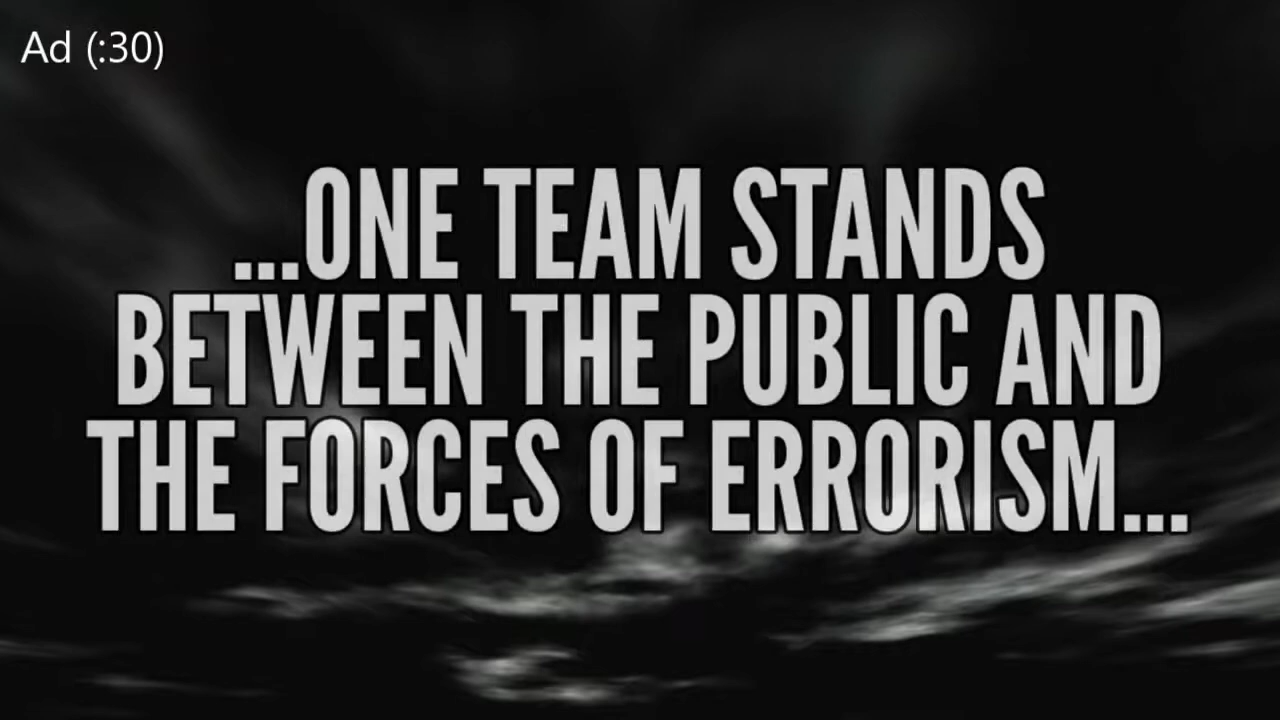 Ad (:30)
...ONE TEAM STANDS
BETWEEN THE PUBLIC AND
THE FORCES OF ERRORISM...